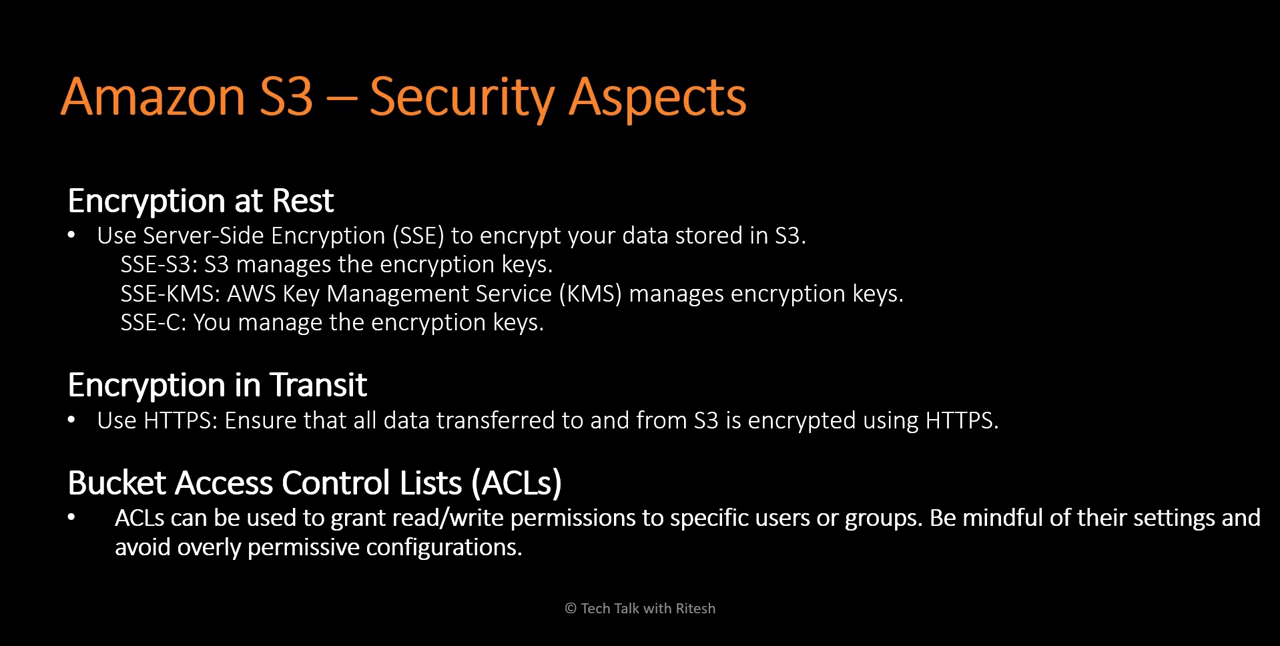 Amazon S3 – Security Aspects
Encryption at Rest
• Use Server-Side Encryption (SSE) to encrypt your data stored in S3.
SSE-S3: S3 manages the encryption keys.
SSE-KMS: AWS Key Management Service (KMS) manages encryption keys.
SSE-C: You manage the encryption keys.
Encryption in Transit
• Use HTTPS: Ensure that all data transferred to and from S3 is encrypted using HTTPS.
Bucket Access Control Lists (ACLs)
• ACLs can be used to grant read/write permissions to specific users or groups. Be mindful of their settings and
avoid overly permissive configurations.
© Tech Talk with Ritesh